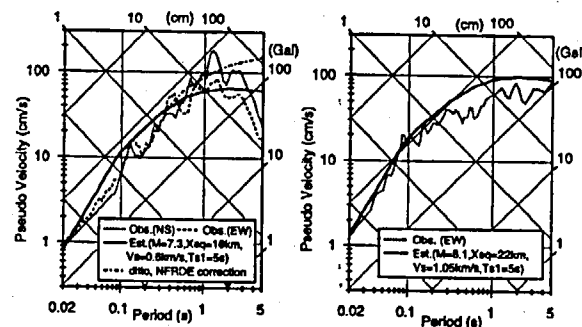 1 10 (cm) 100
(Gal)
100
100
10
10
1
1
Pseudo Velocity (cm/s)
Obs.(NS) Obs.(EW)
Est.(M=7.3,Xeq=16km,
Vs=0.6km/s,Ts1=5s)
ditto, NFRDE correction
0.02 0.1 1 5
Period (s)
1 (cm) 10 100
(Gal
100
100
10
10
1
1
Pseudo Velocity (cm/s)
Obs. (EW)
Est.(M=8.1,Xeq=22km,
Vs=1.05km/s,Ts1=5s)
0.02 0.1 1 5
Period (s)